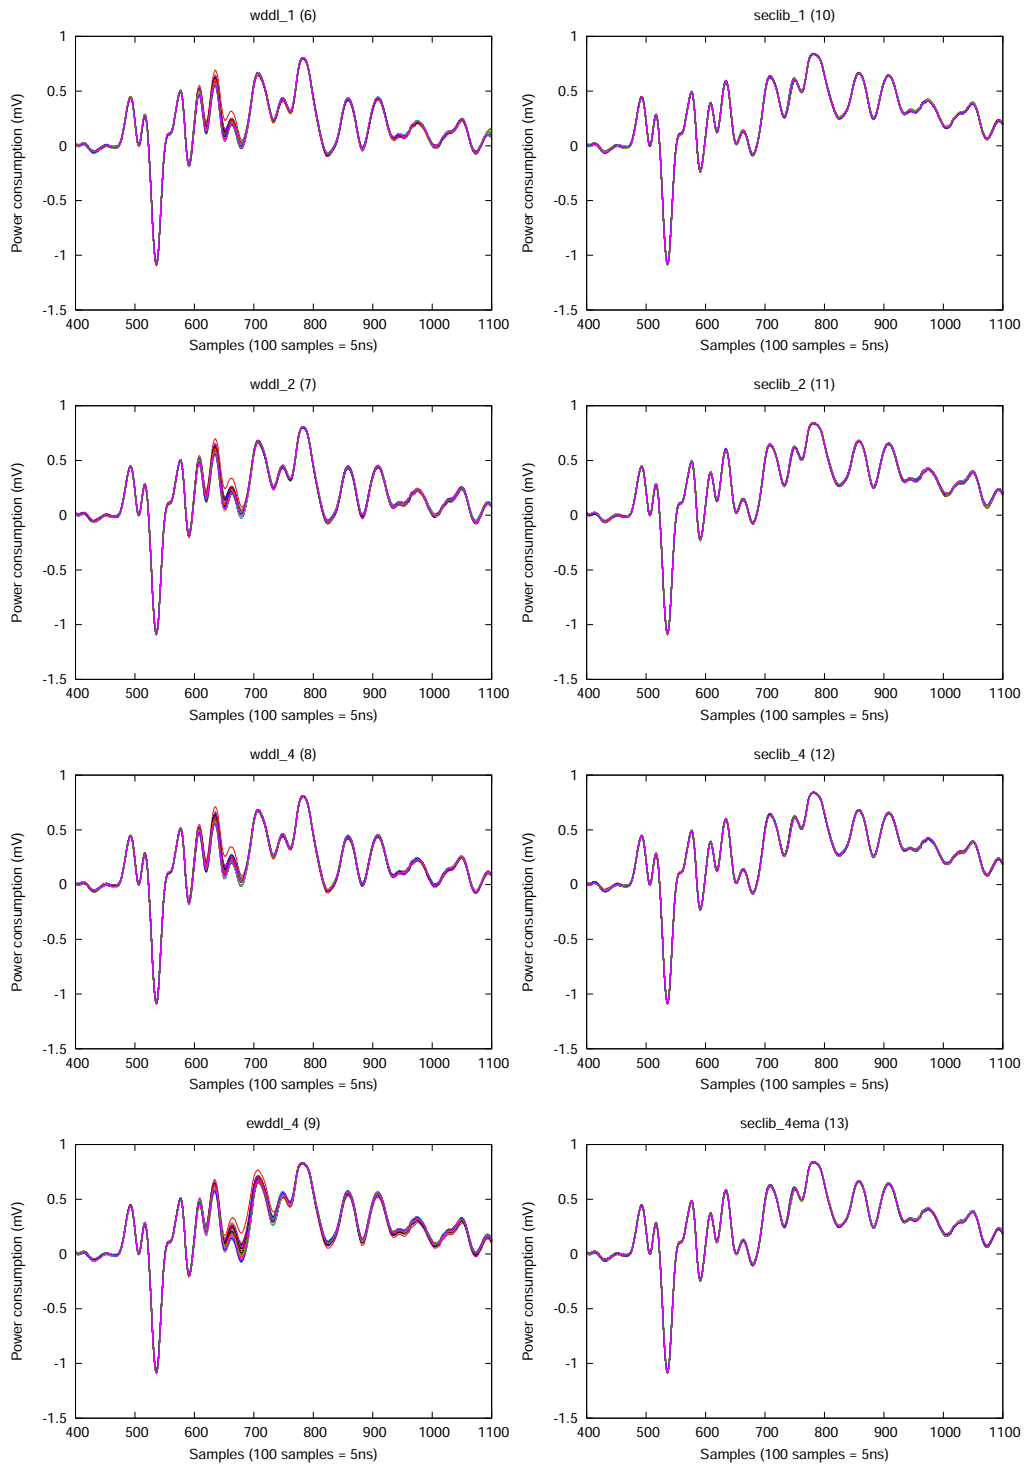 wddl_1 (6)
1
0.5
0
-0.5
-1
-1.5
Power consumption (mV)
400 500 600 700 800 900 1000 1100
Samples (100 samples = 5ns)
seclib_1 (10)
1
0.5
0
-0.5
-1
-1.5
Power consumption (mV)
400 500 600 700 800 900 1000 1100
Samples (100 samples = 5ns)
wddl_2 (7)
1
0.5
0
-0.5
-1
-1.5
Power consumption (mV)
400 500 600 700 800 900 1000 1100
Samples (100 samples = 5ns)
seclib_2 (11)
1
0.5
0
-0.5
-1
-1.5
Power consumption (mV)
400 500 600 700 800 900 1000 1100
Samples (100 samples = 5ns)
wddl_4 (8)
1
0.5
0
-0.5
-1
-1.5
Power consumption (mV)
400 500 600 700 800 900 1000 1100
Samples (100 samples = 5ns)
seclib_4 (12)
1
0.5
0
-0.5
-1
-1.5
Power consumption (mV)
400 500 600 700 800 900 1000 1100
Samples (100 samples = 5ns)
ewddl_4 (9)
1
0.5
0
-0.5
-1
-1.5
Power consumption (mV)
400 500 600 700 800 900 1000 1100
Samples (100 samples = 5ns)
seclib_4ema (13)
1
0.5
0
-0.5
-1
-1.5
Power consumption (mV)
400 500 600 700 800 900 1000 1100
Samples (100 samples = 5ns)